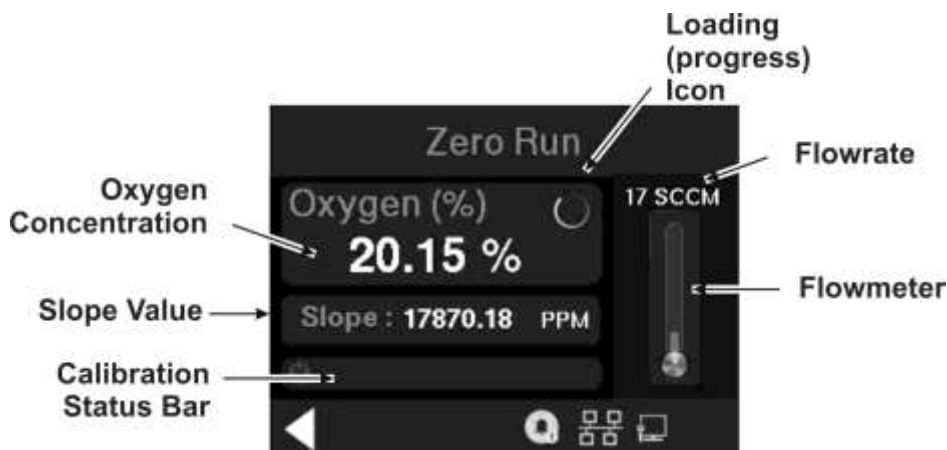 Loading
(progress)
Icon
Zero Run
Flowrate
Oxygen
Concentration
Oxygen (%)
17 SCCM
20.15 %
Flowmeter
Slope Value
Slope : 17870.18 PPM
Calibration
Status Bar